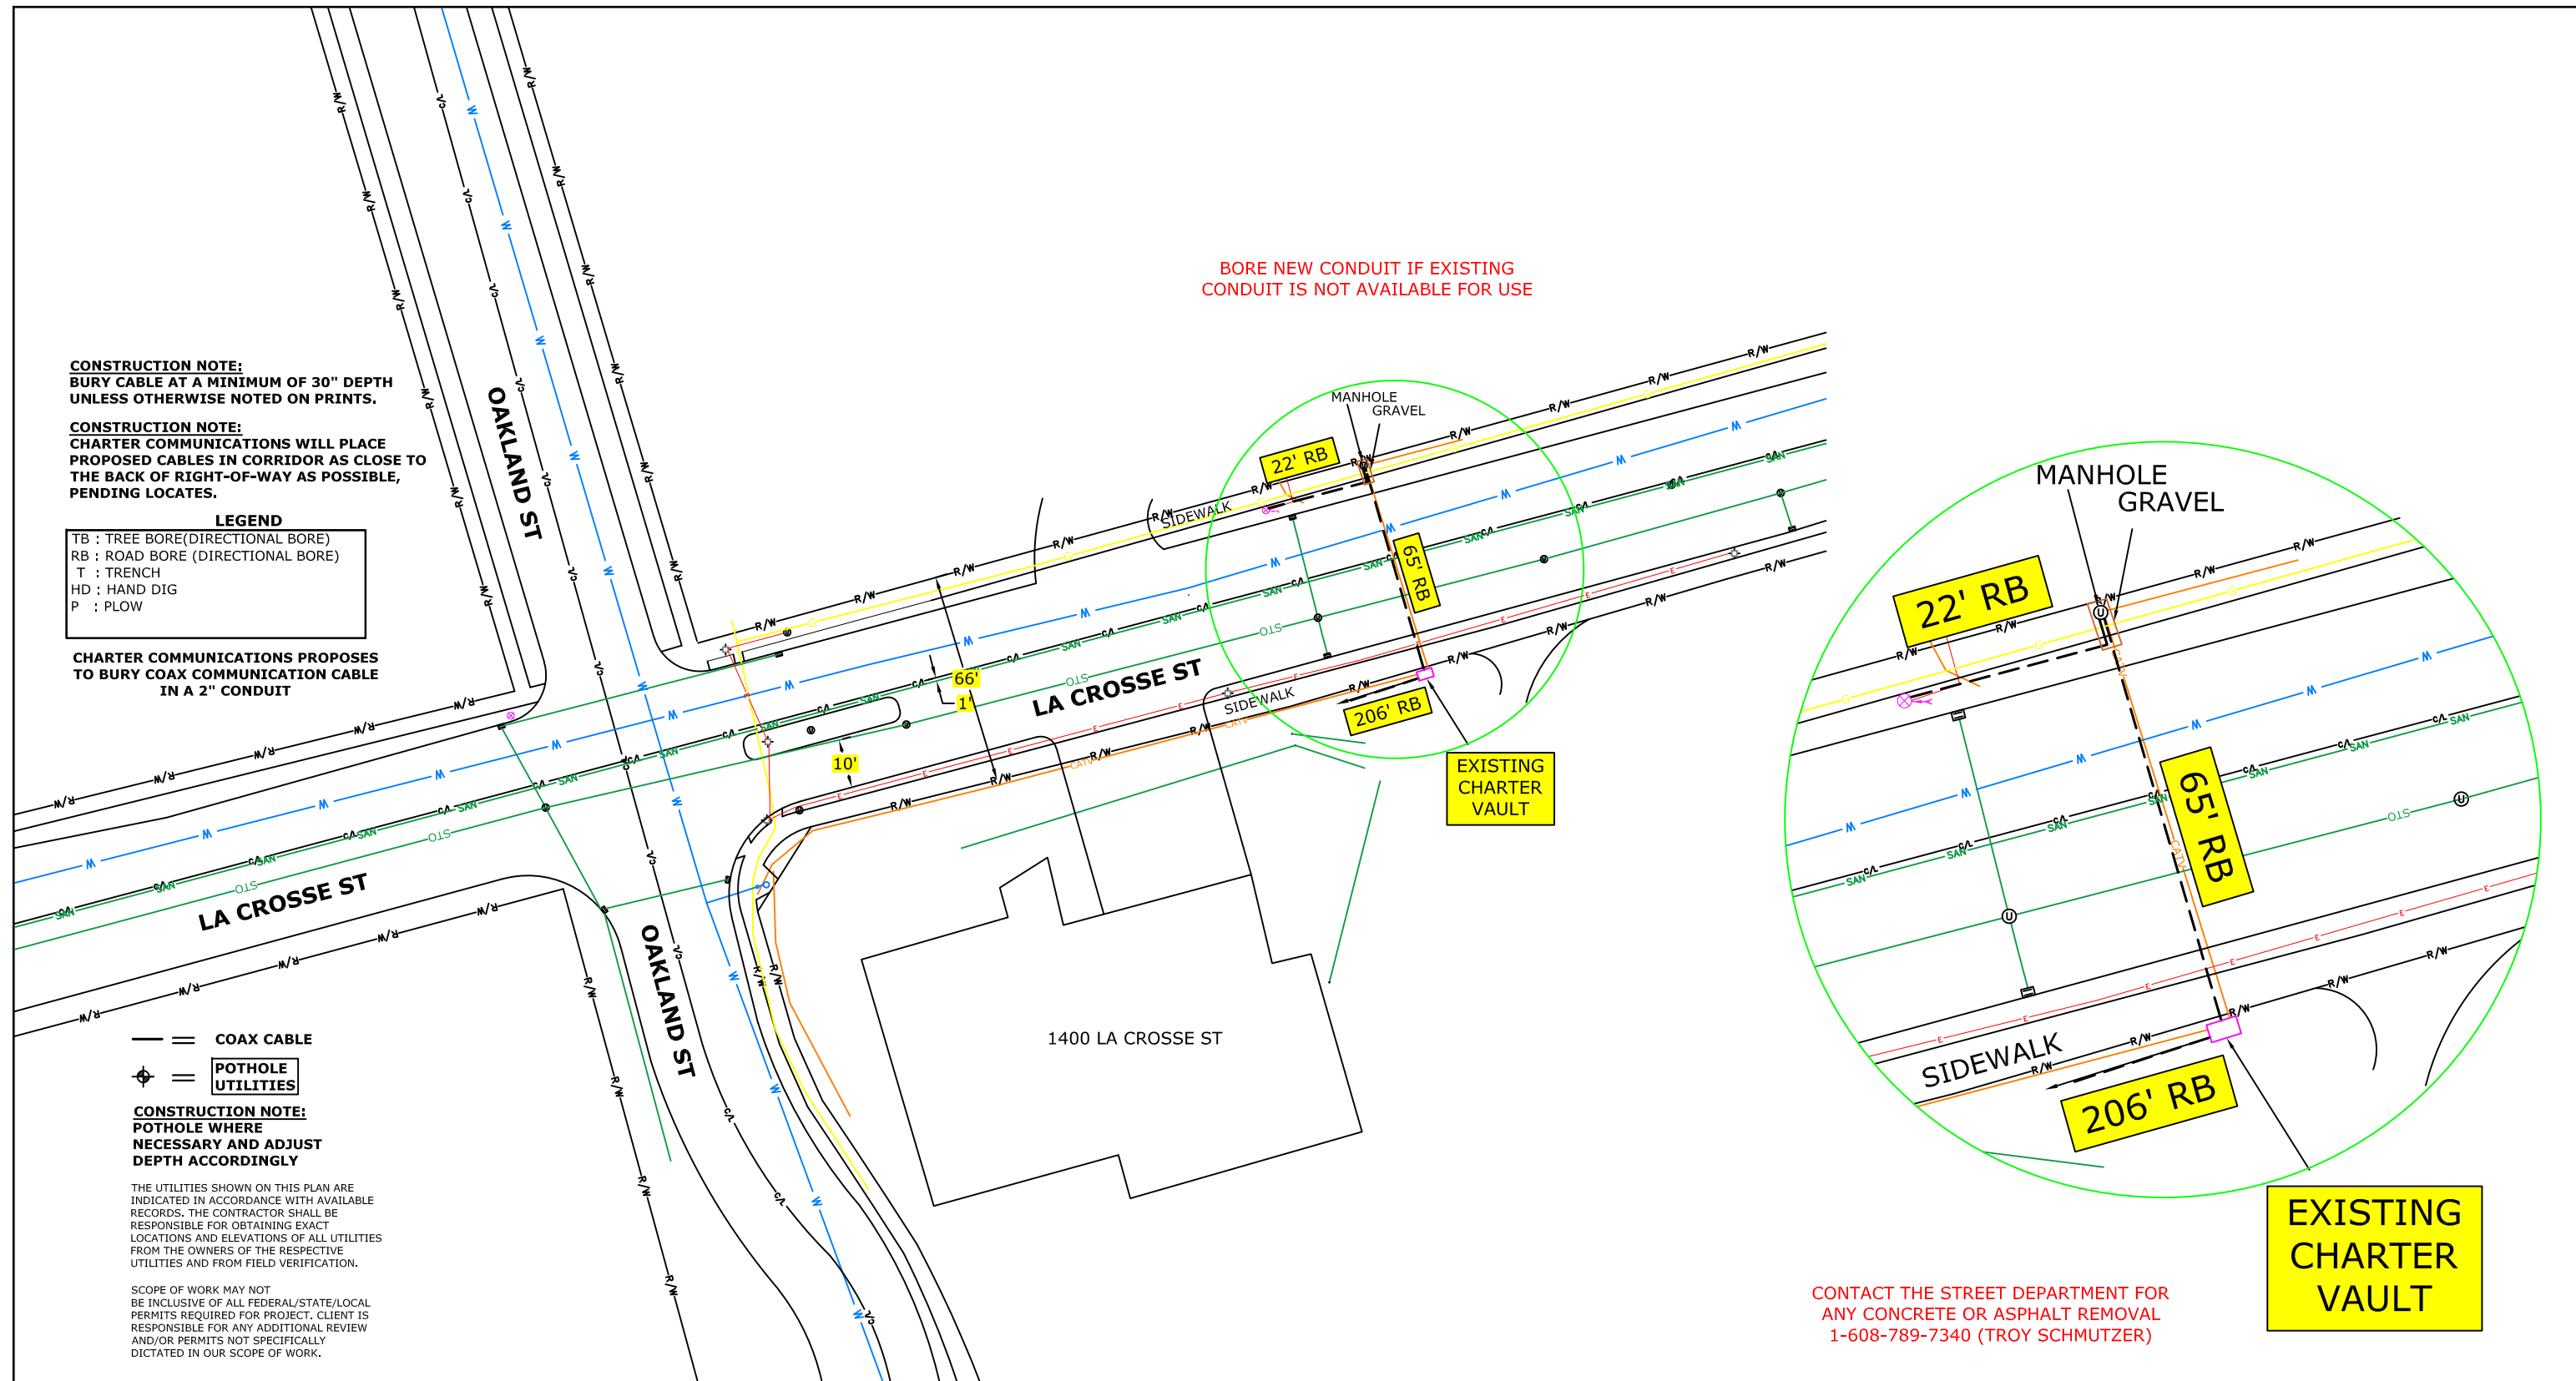 BORE NEW CONDUIT IF EXISTING
CONDUIT IS NOT AVAILABLE FOR USE
CONSTRUCTION NOTE:
BURY CABLE AT A MINIMUM OF 30" DEPTH
UNLESS OTHERWISE NOTED ON PRINTS.
CONSTRUCTION NOTE:
CHARTER COMMUNICATIONS WILL PLACE
PROPOSED CABLES IN CORRIDOR AS CLOSE TO
THE BACK OF RIGHT-OF-WAY AS POSSIBLE,
PENDING LOCATES.
LEGEND
TB : TREE BORE(DIRECTIONAL BORE)
RB : ROAD BORE (DIRECTIONAL BORE)
T : TRENCH
HD : HAND DIG
P : PLOW
CHARTER COMMUNICATIONS PROPOSES
TO BURY COAX COMMUNICATION CABLE
IN A 2" CONDUIT
OAKLAND ST
LA CROSSE ST
OAKLAND ST
LA CROSSE ST
MANHOLE
GRAVEL
22' RB
65' RB
SIDEWALK
SIDEWALK
206' RB
66'
1'
10'
EXISTING
CHARTER
VAULT
1400 LA CROSSE ST
R/W
C/L
W
SAN
STO
G
E
CATV
MANHOLE
GRAVEL
22' RB
65' RB
SIDEWALK
206' RB
EXISTING
CHARTER
VAULT
COAX CABLE
POTHOLE
UTILITIES
CONSTRUCTION NOTE:
POTHOLE WHERE
NECESSARY AND ADJUST
DEPTH ACCORDINGLY
THE UTILITIES SHOWN ON THIS PLAN ARE
INDICATED IN ACCORDANCE WITH AVAILABLE
RECORDS. THE CONTRACTOR SHALL BE
RESPONSIBLE FOR OBTAINING EXACT
LOCATIONS AND ELEVATIONS OF ALL UTILITIES
FROM THE OWNERS OF THE RESPECTIVE
UTILITIES AND FROM FIELD VERIFICATION.
SCOPE OF WORK MAY NOT
BE INCLUSIVE OF ALL FEDERAL/STATE/LOCAL
PERMITS REQUIRED FOR PROJECT. CLIENT IS
RESPONSIBLE FOR ANY ADDITIONAL REVIEW
AND/OR PERMITS NOT SPECIFICALLY
DICTATED IN OUR SCOPE OF WORK.
CONTACT THE STREET DEPARTMENT FOR
ANY CONCRETE OR ASPHALT REMOVAL
1-608-789-7340 (TROY SCHMUTZER)